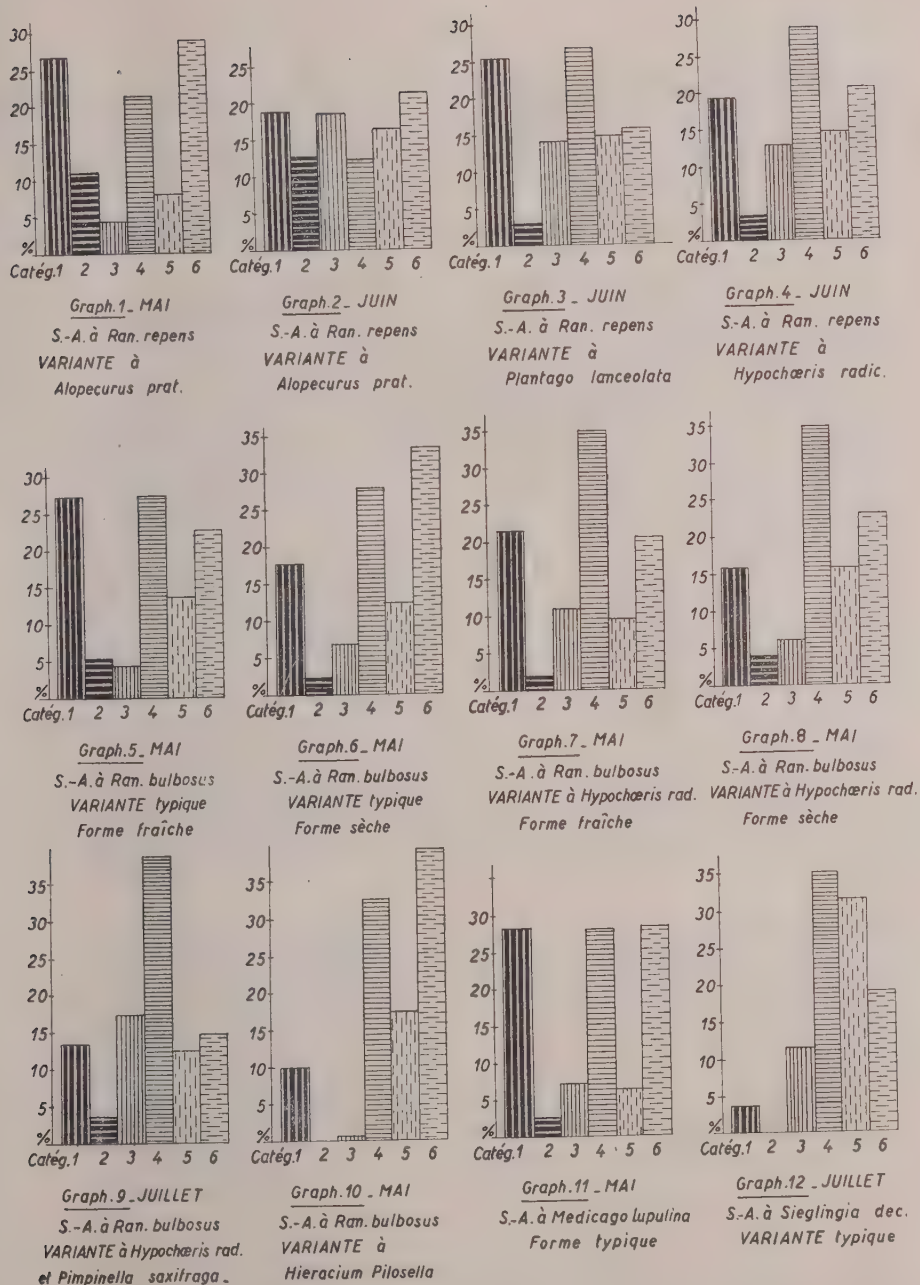 30
25
20
15
10
5
%
Catég.1 2 3 4 5 6
Graph.1_ MAI
S.-A. à Ran. repens
VARIANTE à
Alopecurus prat.
25
20
15
10
5
%
Catég.1 2 3 4 5 6
Graph.2_ JUIN
S.-A. à Ran. repens
VARIANTE à
Alopecurus prat.
30
25
20
15
10
5
%
Catég.1 2 3 4 5 6
Graph.3_ JUIN
S.-A. à Ran. repens
VARIANTE à
Plantago lanceolata
30
25
20
15
10
5
%
Catég.1 2 3 4 5 6
Graph.4_ JUIN
S.-A. à Ran. repens
VARIANTE à
Hypochœris radic.
30
25
20
15
10
5
%
Catég.1 2 3 4 5 6
Graph.5_ MAI
S.-A. à Ran. bulbosus
VARIANTE typique
Forme fraîche
35
30
25
20
15
10
5
%
Catég.1 2 3 4 5 6
Graph.6_ MAI
S.-A. à Ran. bulbosus
VARIANTE typique
Forme sèche
35
30
25
20
15
10
5
%
Catég.1 2 3 4 5 6
Graph.7_ MAI
S.-A. à Ran. bulbosus
VARIANTE à Hypochœris rad.
Forme fraîche
35
30
25
20
15
10
5
%
Catég.1 2 3 4 5 6
Graph.8_ MAI
S.-A. à Ran. bulbosus
VARIANTE à Hypochœris rad.
Forme sèche
35
30
25
20
15
10
5
%
Catég.1 2 3 4 5 6
Graph.9_ JUILLET
S.-A. à Ran. bulbosus
VARIANTE à Hypochœris rad.
et Pimpinella saxifraga_
35
30
25
20
15
10
5
%
Catég.1 2 3 4 5 6
Graph.10_ MAI
S.-A. à Ran. bulbosus
VARIANTE à
Hieracium Pilosella
30
25
20
15
10
5
%
Catég.1 2 3 4 5 6
Graph.11_ MAI
S.-A. à Medicago lupulina
Forme typique
35
30
25
20
15
10
5
%
Catég.1 2 3 4 5 6
Graph.12_ JUILLET
S.-A. à Sieglingia dec.
VARIANTE typique